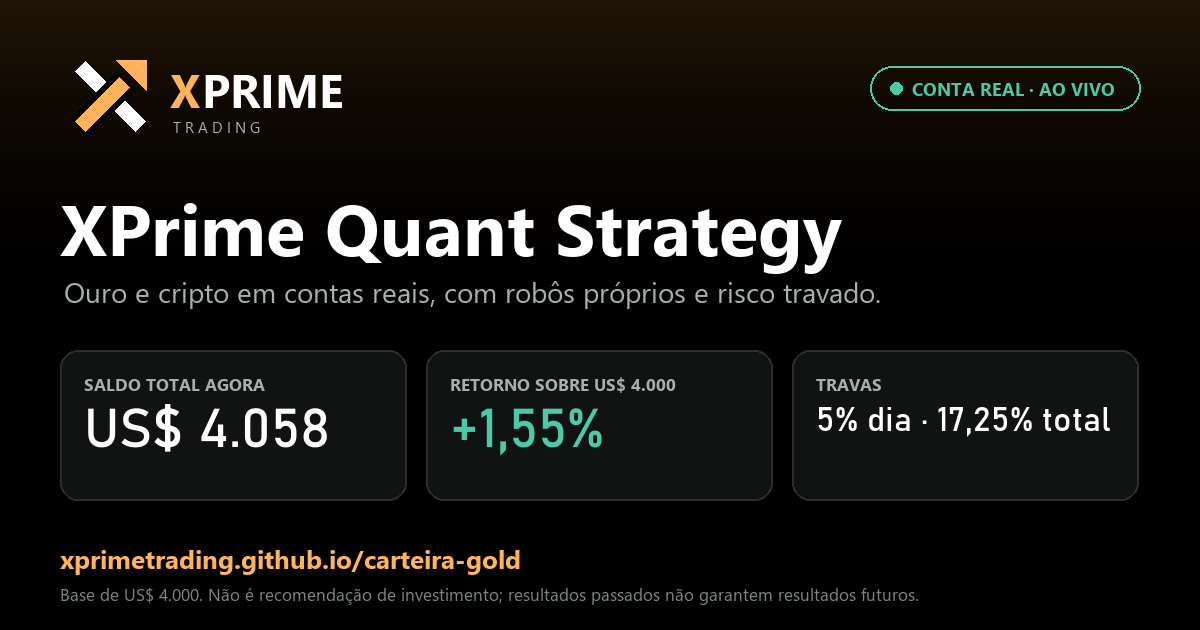 XPRIME
TRADING
CONTA REAL · AO VIVO
XPrime Quant Strategy
Ouro e cripto em contas reais, com robôs próprios e risco travado.
SALDO TOTAL AGORA
US$ 4.058
RETORNO SOBRE US$ 4.000
+1,55%
TRAVAS
5% dia · 17,25% total
xprimetrading.github.io/carteira-gold
Base de US$ 4.000. Não é recomendação de investimento; resultados passados não garantem resultados futuros.